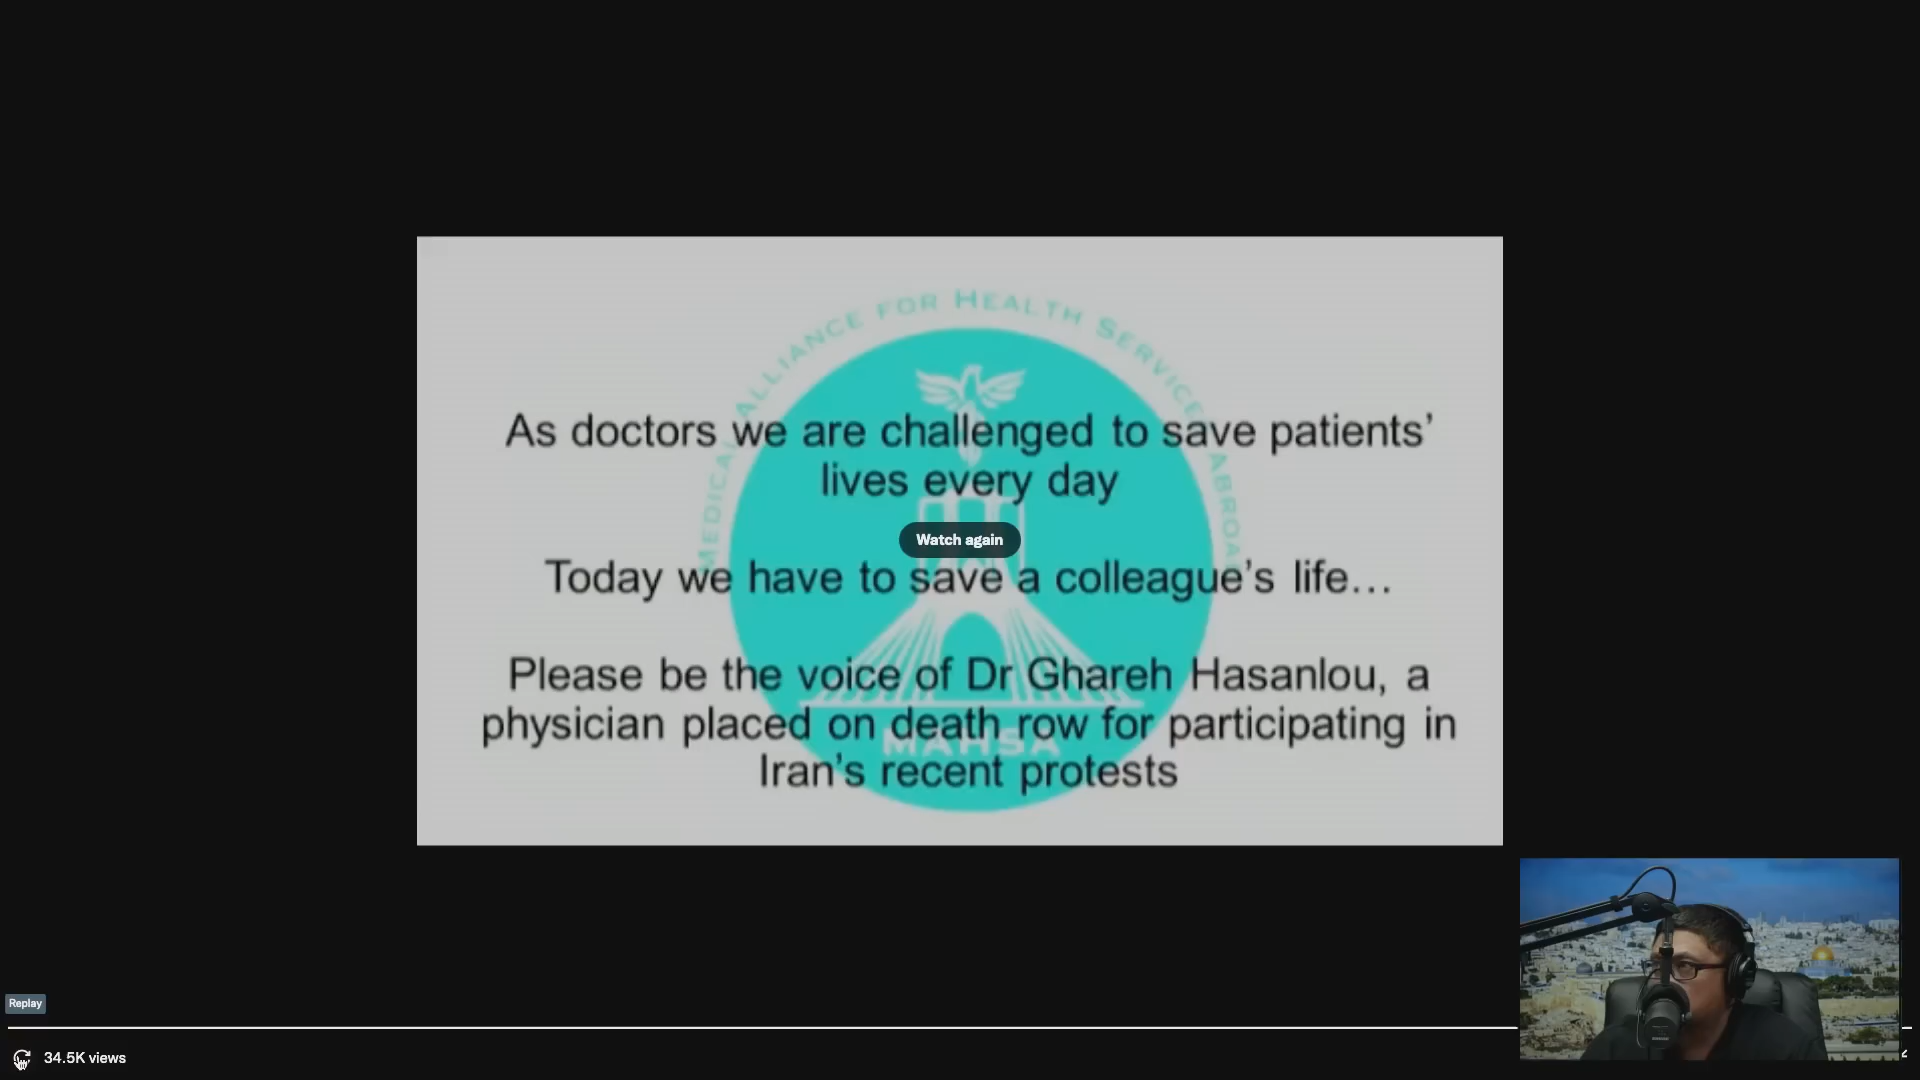 MEDICAL ALLIANCE FOR HEALTH SERVICES ABROAD
As doctors we are challenged to save patients’
lives every day
Watch again
Today we have to save a colleague’s life…
Please be the voice of Dr Ghareh Hasanlou, a
physician placed on death row for participating in
MAHSA
Iran’s recent protests
Replay
34.5K views